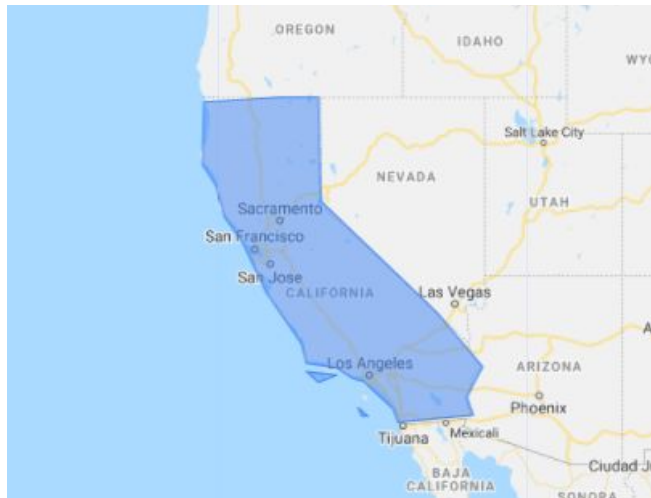 OREGON
IDAHO
WYO
Salt Lake City
NEVADA
UTAH
Sacramento
San Francisco
San Jose
CALIFORNIA
Las Vegas
Los Angeles
ARIZONA
Phoenix
Tijuana
Mexicali
Ciudad J
BAJA
CALIFORNIA
SONORA